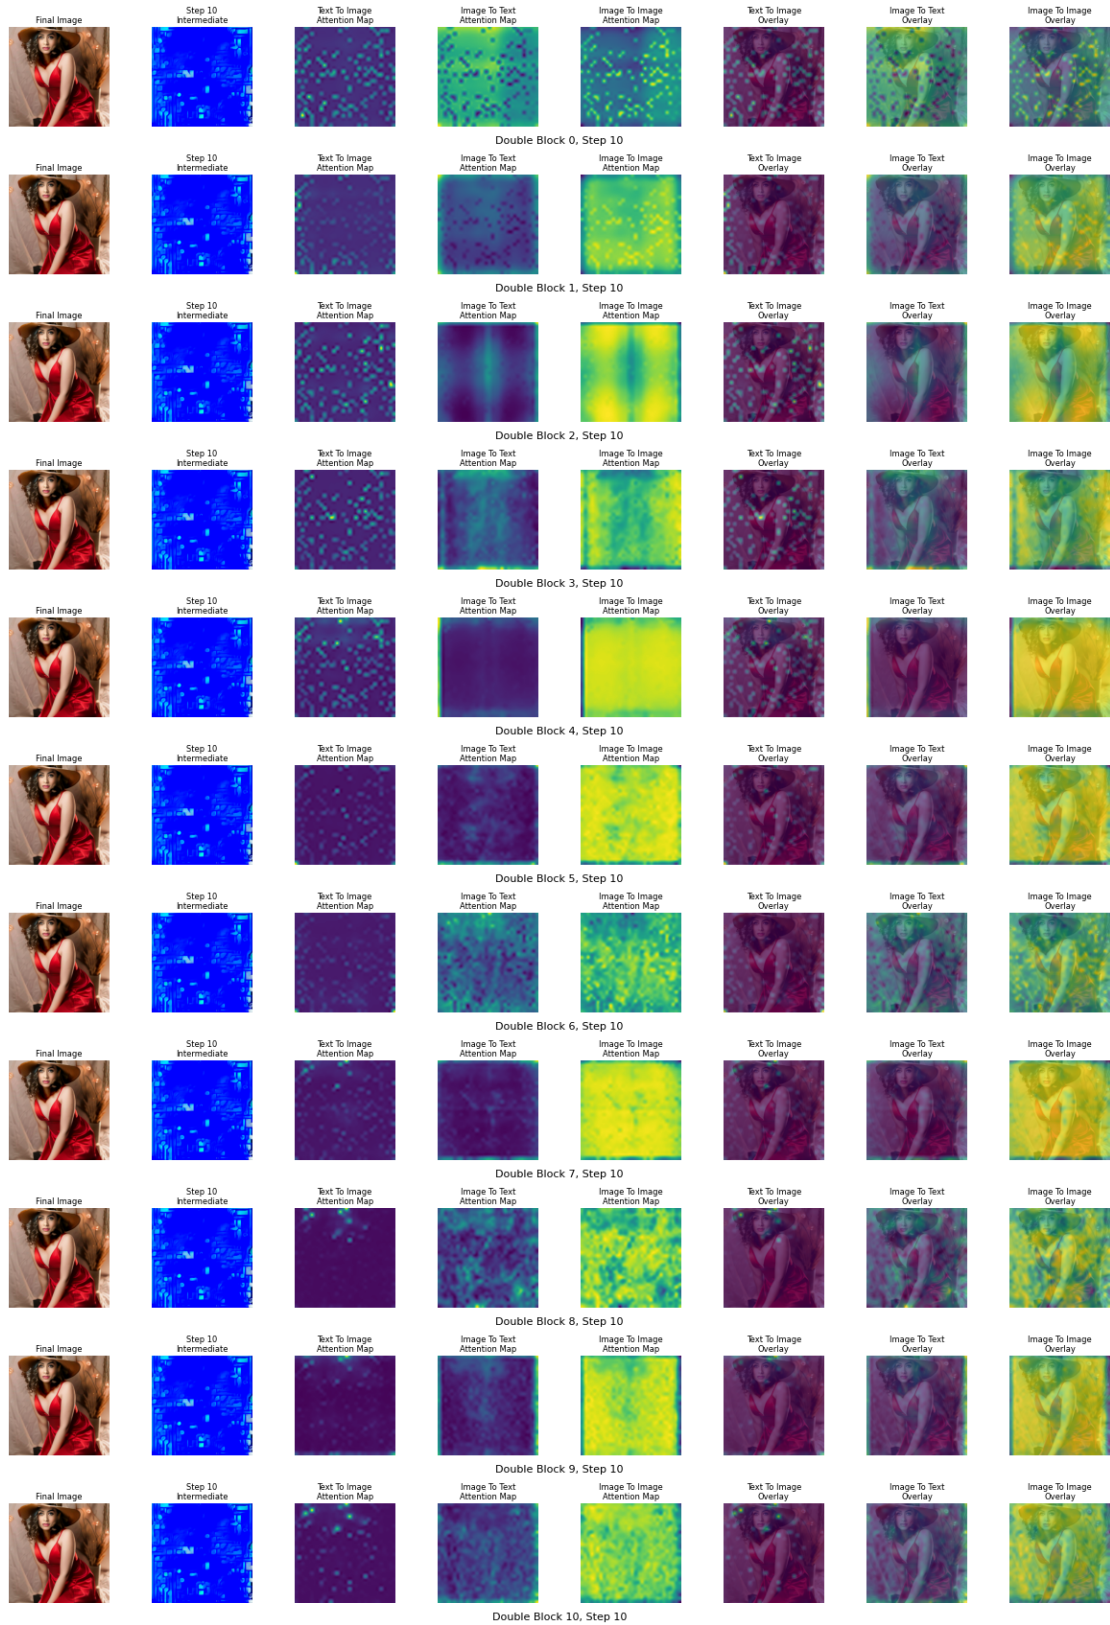 Final Image
Step 10
Intermediate
Text To Image
Attention Map
Image To Text
Attention Map
Image To Image
Attention Map
Text To Image
Overlay
Image To Text
Overlay
Image To Image
Overlay
Double Block 0, Step 10
Final Image
Step 10
Intermediate
Text To Image
Attention Map
Image To Text
Attention Map
Image To Image
Attention Map
Text To Image
Overlay
Image To Text
Overlay
Image To Image
Overlay
Double Block 1, Step 10
Final Image
Step 10
Intermediate
Text To Image
Attention Map
Image To Text
Attention Map
Image To Image
Attention Map
Text To Image
Overlay
Image To Text
Overlay
Image To Image
Overlay
Double Block 2, Step 10
Final Image
Step 10
Intermediate
Text To Image
Attention Map
Image To Text
Attention Map
Image To Image
Attention Map
Text To Image
Overlay
Image To Text
Overlay
Image To Image
Overlay
Double Block 3, Step 10
Final Image
Step 10
Intermediate
Text To Image
Attention Map
Image To Text
Attention Map
Image To Image
Attention Map
Text To Image
Overlay
Image To Text
Overlay
Image To Image
Overlay
Double Block 4, Step 10
Final Image
Step 10
Intermediate
Text To Image
Attention Map
Image To Text
Attention Map
Image To Image
Attention Map
Text To Image
Overlay
Image To Text
Overlay
Image To Image
Overlay
Double Block 5, Step 10
Final Image
Step 10
Intermediate
Text To Image
Attention Map
Image To Text
Attention Map
Image To Image
Attention Map
Text To Image
Overlay
Image To Text
Overlay
Image To Image
Overlay
Double Block 6, Step 10
Final Image
Step 10
Intermediate
Text To Image
Attention Map
Image To Text
Attention Map
Image To Image
Attention Map
Text To Image
Overlay
Image To Text
Overlay
Image To Image
Overlay
Double Block 7, Step 10
Final Image
Step 10
Intermediate
Text To Image
Attention Map
Image To Text
Attention Map
Image To Image
Attention Map
Text To Image
Overlay
Image To Text
Overlay
Image To Image
Overlay
Double Block 8, Step 10
Final Image
Step 10
Intermediate
Text To Image
Attention Map
Image To Text
Attention Map
Image To Image
Attention Map
Text To Image
Overlay
Image To Text
Overlay
Image To Image
Overlay
Double Block 9, Step 10
Final Image
Step 10
Intermediate
Text To Image
Attention Map
Image To Text
Attention Map
Image To Image
Attention Map
Text To Image
Overlay
Image To Text
Overlay
Image To Image
Overlay
Double Block 10, Step 10